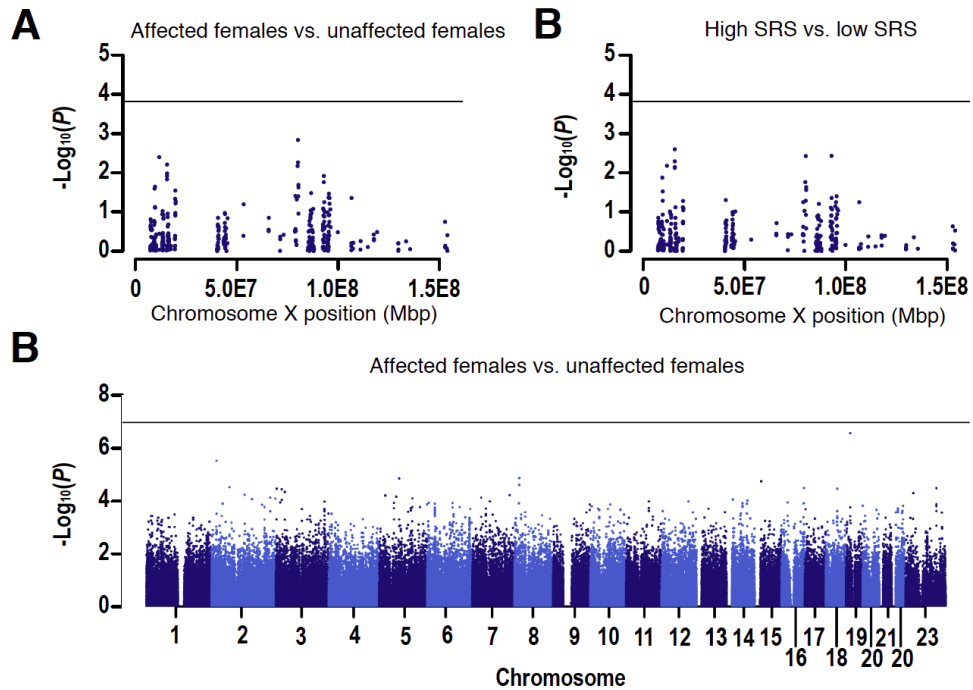 A
Affected females vs. unaffected females
5
4
3
2
1
0
-Log10(P)
0 5.0E7 1.0E8 1.5E8
Chromosome X position (Mbp)
B
High SRS vs. low SRS
5
4
3
2
1
0
-Log10(P)
0 5.0E7 1.0E8 1.5E8
Chromosome X position (Mbp)
B
Affected females vs. unaffected females
8
6
4
2
0
-Log10(P)
1 2 3 4 5 6 7 8 9 10 11 12 13 14 15 17 19 21 23
16 18 20 20
Chromosome